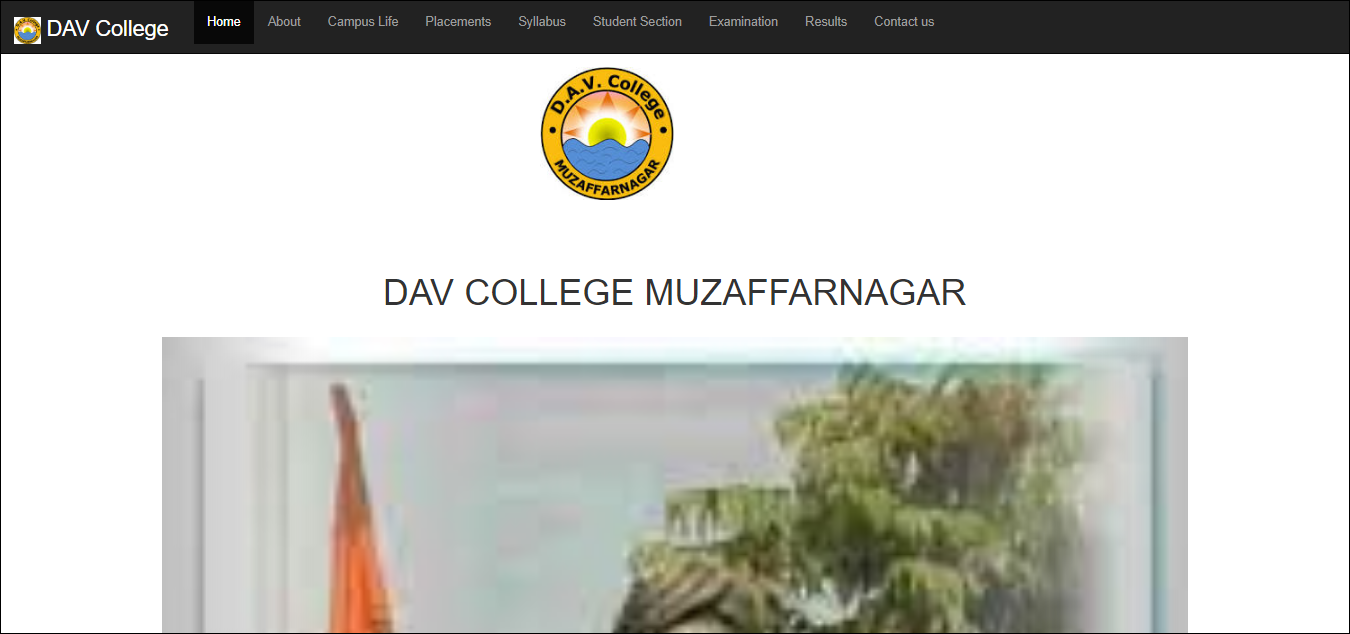 DAV College
Home About Campus Life Placements Syllabus Student Section Examination Results Contact us
D.A.V. College
MUZAFFARNAGAR
DAV COLLEGE MUZAFFARNAGAR